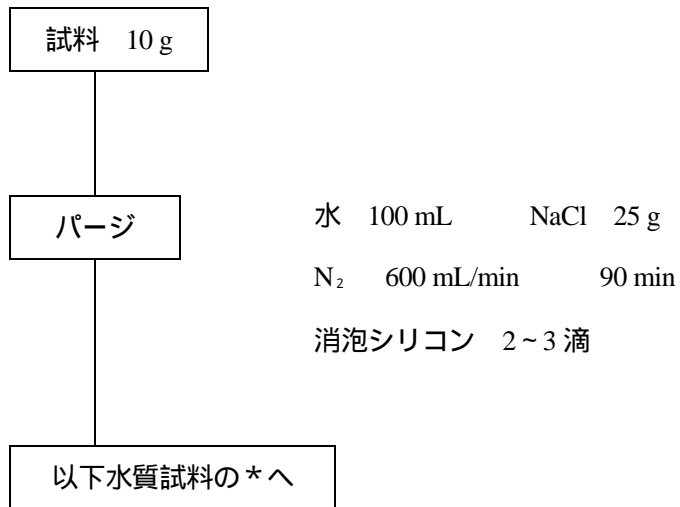 試料 10 g
パージ
水 100 mL NaCl 25 g
N₂ 600 mL/min 90 min
消泡シリコン 2~3 滴
以下水質試料の*へ